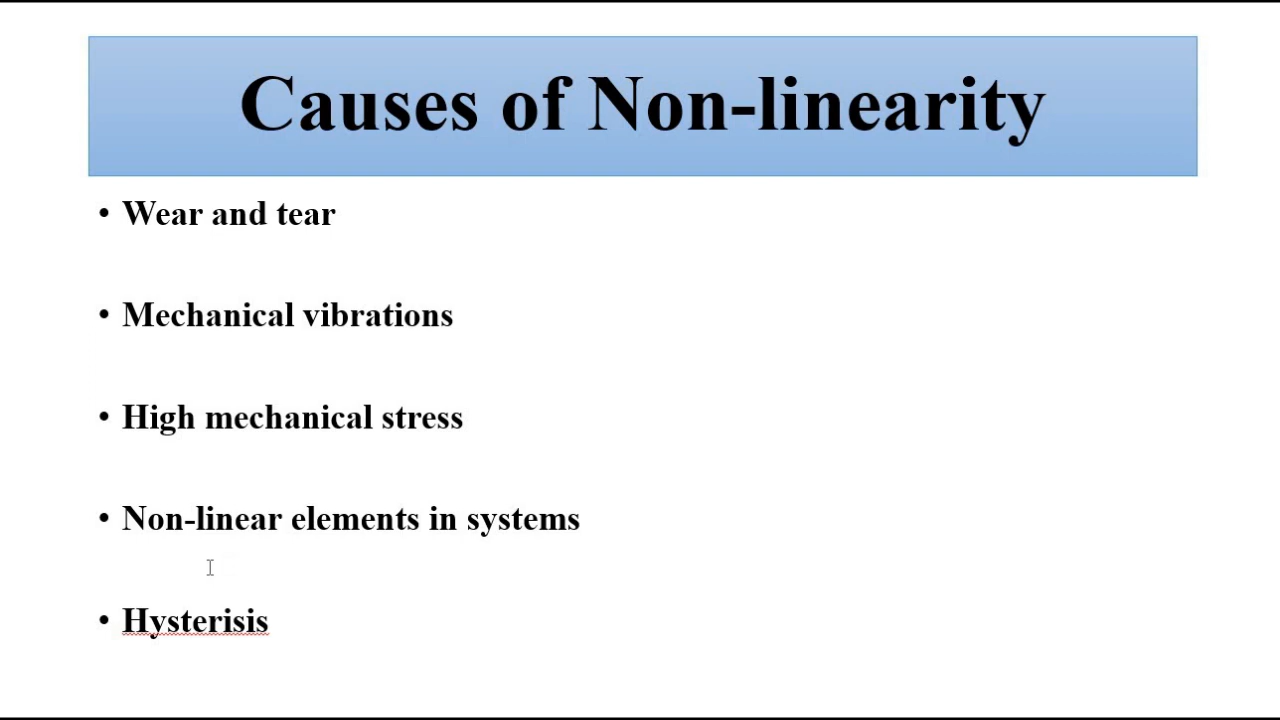 Causes of Non-linearity
• Wear and tear
• Mechanical vibrations
• High mechanical stress
• Non-linear elements in systems
• Hysterisis